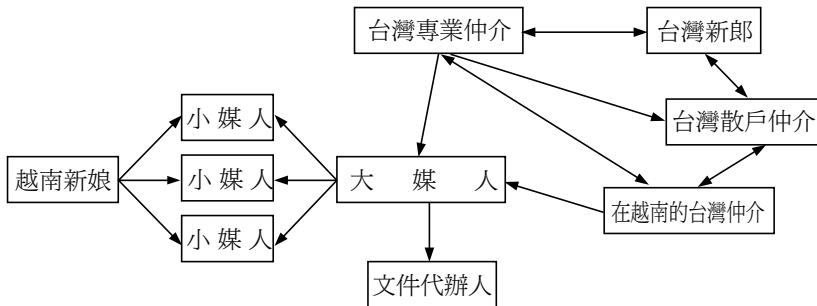 台灣專業仲介
台灣新郎
小媒人
台灣散戶仲介
越南新娘
小媒人
大媒人
在越南的台灣仲介
小媒人
文件代辦人